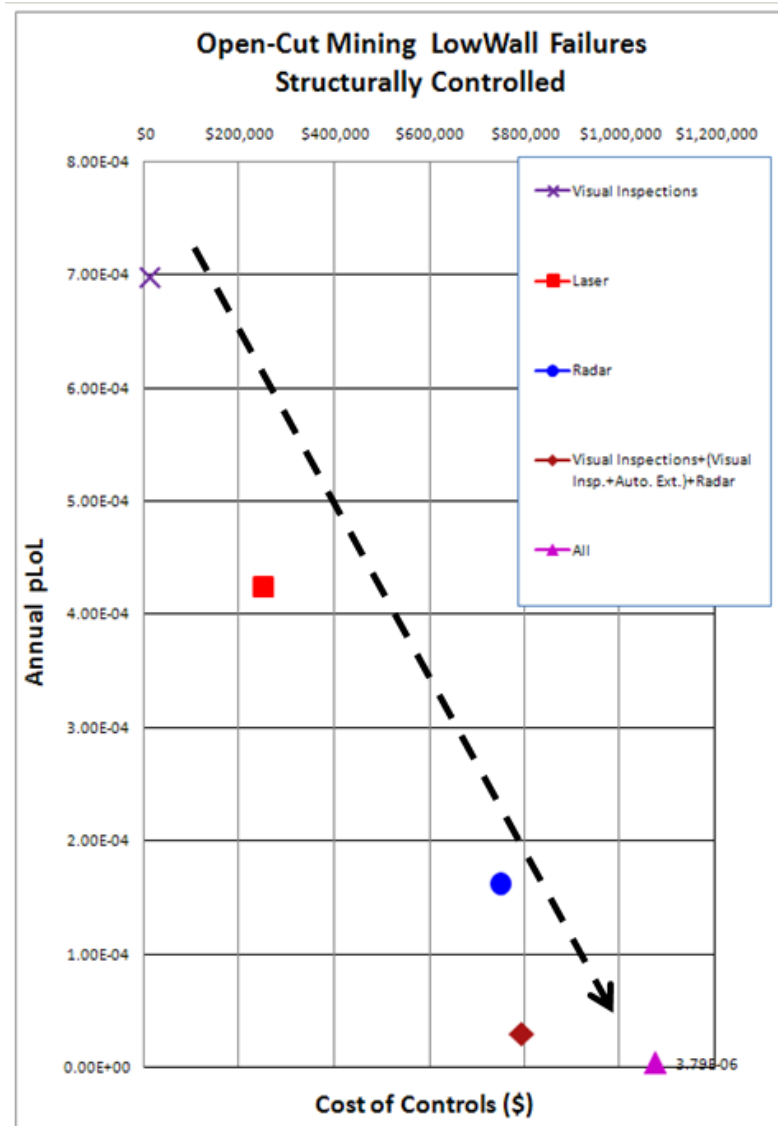 Open-Cut Mining LowWall Failures
Structurally Controlled
$0 $200,000 $400,000 $600,000 $800,000 $1,000,000 $1,200,000
8.00E-04
7.00E-04
6.00E-04
5.00E-04
4.00E-04
3.00E-04
2.00E-04
1.00E-04
0.00E+00
Annual pLoL
Visual Inspections
Laser
Radar
Visual Inspections+(Visual
Insp.+Auto. Ext.)+Radar
All
3.79E-06
Cost of Controls ($)